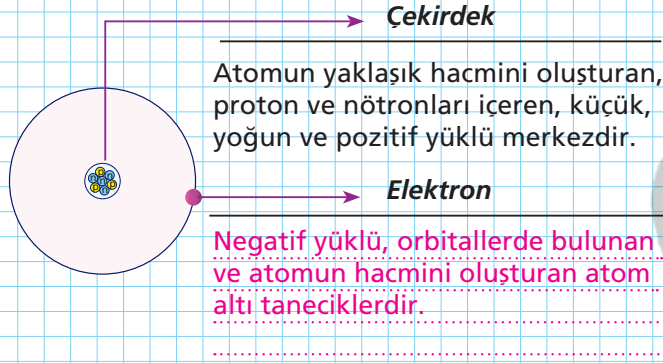 Çekirdek
Atomun yaklaşık hacmini oluşturan,
proton ve nötronları içeren, küçük,
yoğun ve pozitif yüklü merkezdir.
Elektron
Negatif yüklü, orbitallerde bulunan
ve atomun hacmini oluşturan atom
altı taneciklerdir.